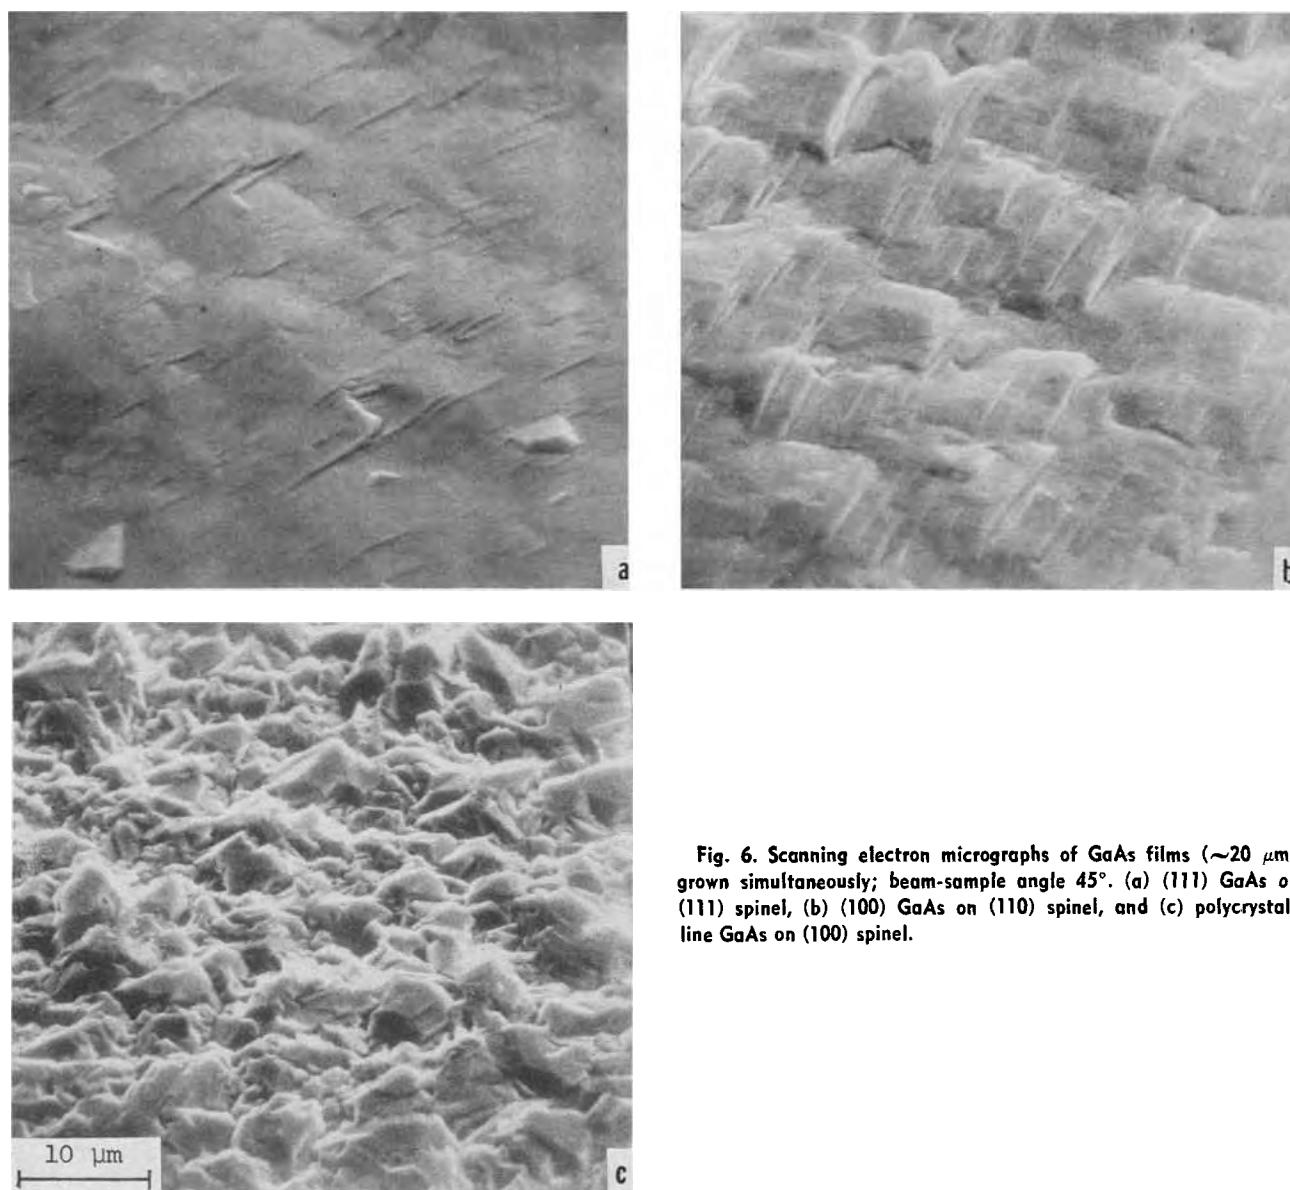 a
b
10 μm
c
Fig. 6. Scanning electron micrographs of GaAs films (~20 μm
grown simultaneously; beam-sample angle 45°. (a) (111) GaAs o
(111) spinel, (b) (100) GaAs on (110) spinel, and (c) polycrystal
line GaAs on (100) spinel.